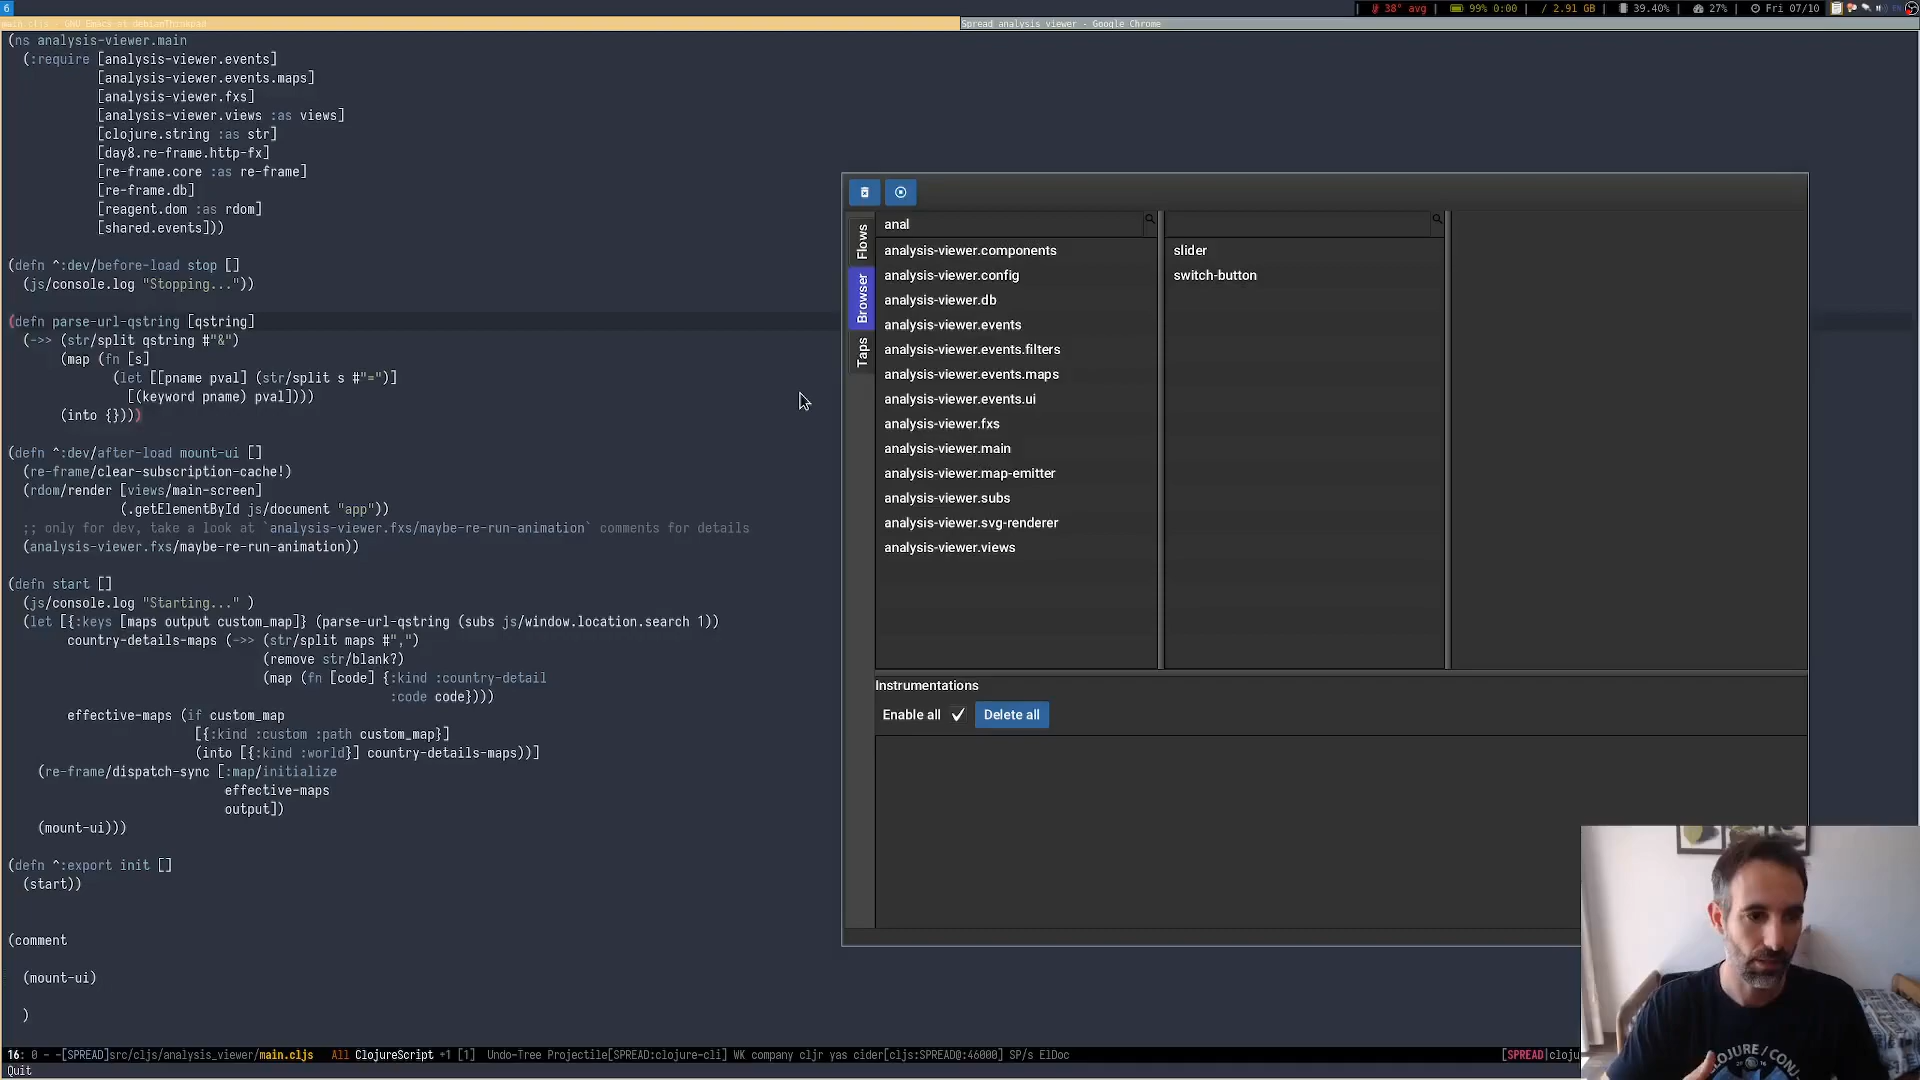 6
38° avg | 99% 0:00 | / 2.91 GB | 39.40% | 27% | Fri 07/10
main.cljs - GNU Emacs at debianThinkpad
Spread analysis viewer - Google Chrome
(ns analysis-viewer.main
(:require [analysis-viewer.events]
[analysis-viewer.events.maps]
[analysis-viewer.fxs]
[analysis-viewer.views :as views]
[clojure.string :as str]
[day8.re-frame.http-fx]
[re-frame.core :as re-frame]
[re-frame.db]
[reagent.dom :as rdom]
[shared.events]))
(defn ^:dev/before-load stop []
(js/console.log "Stopping..."))
(defn parse-url-qstring [qstring]
(->> (str/split qstring #"&")
(map (fn [s]
(let [[pname pval] (str/split s #"=")]
[(keyword pname) pval])))
(into {})))
(defn ^:dev/after-load mount-ui []
(re-frame/clear-subscription-cache!)
(rdom/render [views/main-screen]
(.getElementById js/document "app"))
;; only for dev, take a look at `analysis-viewer.fxs/maybe-re-run-animation` comments for details
(analysis-viewer.fxs/maybe-re-run-animation))
(defn start []
(js/console.log "Starting..." )
(let [{:keys [maps output custom_map]} (parse-url-qstring (subs js/window.location.search 1))
country-details-maps (->> (str/split maps #",")
(remove str/blank?)
(map (fn [code] {:kind :country-detail
:code code})))
effective-maps (if custom_map
[{:kind :custom :path custom_map}]
(into [{:kind :world}] country-details-maps))]
(re-frame/dispatch-sync [:map/initialize
effective-maps
output])
(mount-ui)))
(defn ^:export init []
(start))
(comment
(mount-ui)
)
16: 0 - -[SPREAD]src/cljs/analysis_viewer/main.cljs All ClojureScript +1 [1] Undo-Tree Projectile[SPREAD:clojure-cli] WK company cljr yas cider[cljs:SPREAD@:46000] SP/s ElDoc
[SPREAD|cloju
Quit
Flows
Browser
Taps
anal
analysis-viewer.components
analysis-viewer.config
analysis-viewer.db
analysis-viewer.events
analysis-viewer.events.filters
analysis-viewer.events.maps
analysis-viewer.events.ui
analysis-viewer.fxs
analysis-viewer.main
analysis-viewer.map-emitter
analysis-viewer.subs
analysis-viewer.svg-renderer
analysis-viewer.views
slider
switch-button
Instrumentations
Enable all
Delete all
CLOJURE/CONJ